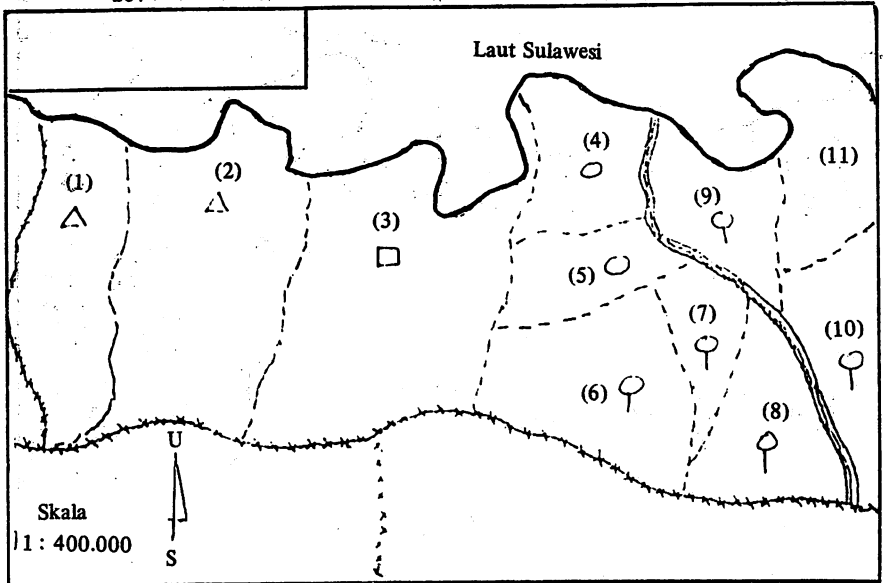 Laut Sulawesi
(1)
(2)
(3)
(4)
(5)
(6)
(7)
(8)
(9)
(10)
(11)
U
S
Skala
1 : 400.000